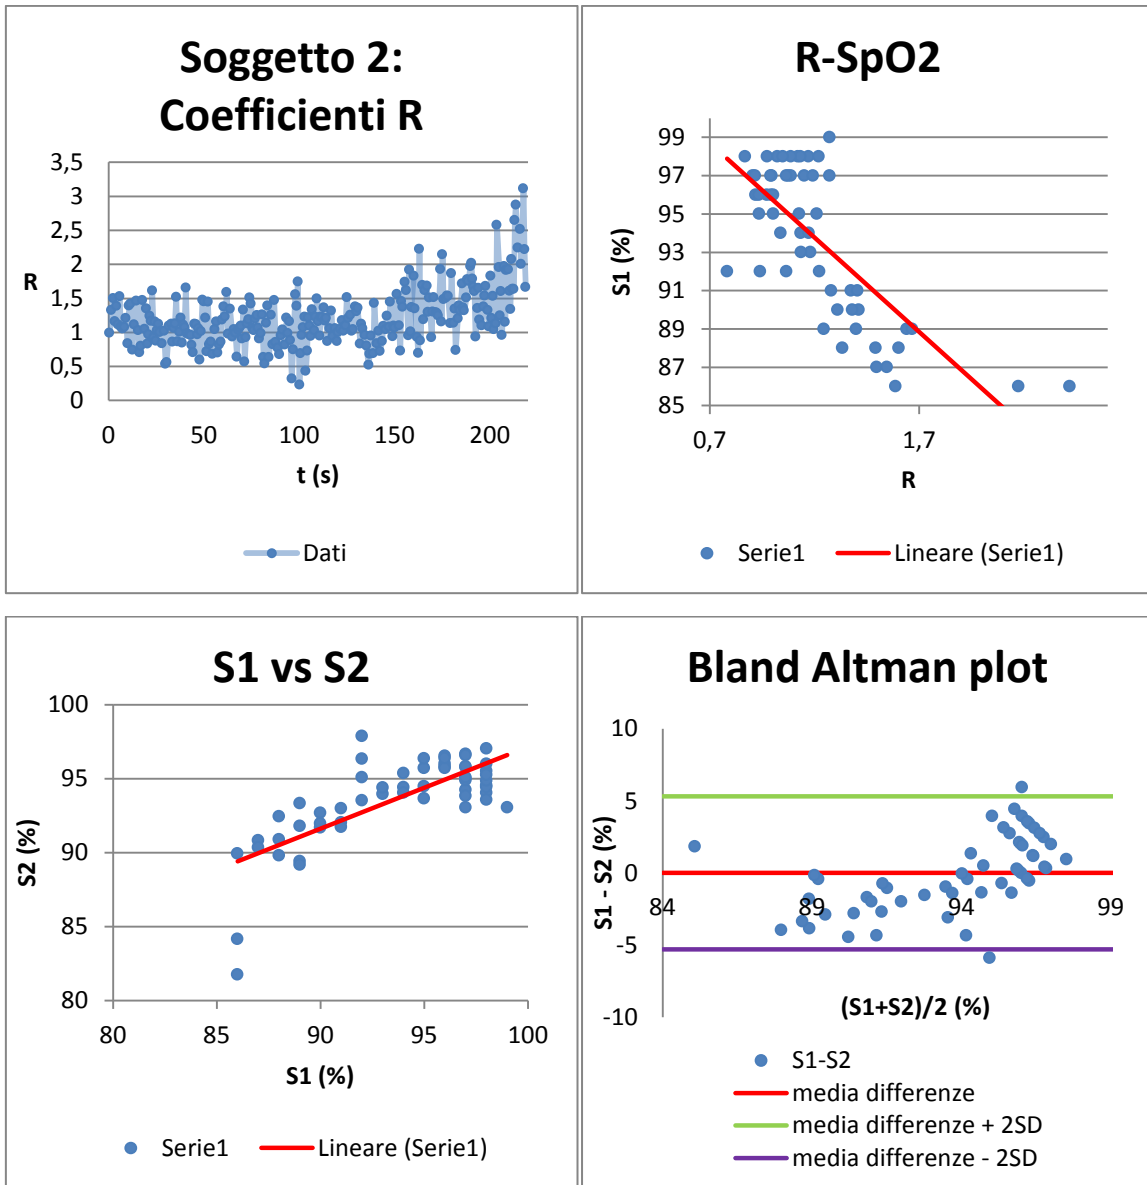 Soggetto 2:
Coefficienti R
3,5
3
2,5
2
1,5
1
0,5
0
R
0 50 100 150 200
t (s)
Dati
R-SpO2
99
97
95
93
91
89
87
85
S1 (%)
0,7 1,7
R
Serie1 Lineare (Serie1)
S1 vs S2
100
95
90
85
80
S2 (%)
80 85 90 95 100
S1 (%)
Serie1 Lineare (Serie1)
Bland Altman plot
10
5
0
-5
-10
S1 - S2 (%)
84 89 94 99
(S1+S2)/2 (%)
S1-S2
media differenze
media differenze + 2SD
media differenze - 2SD